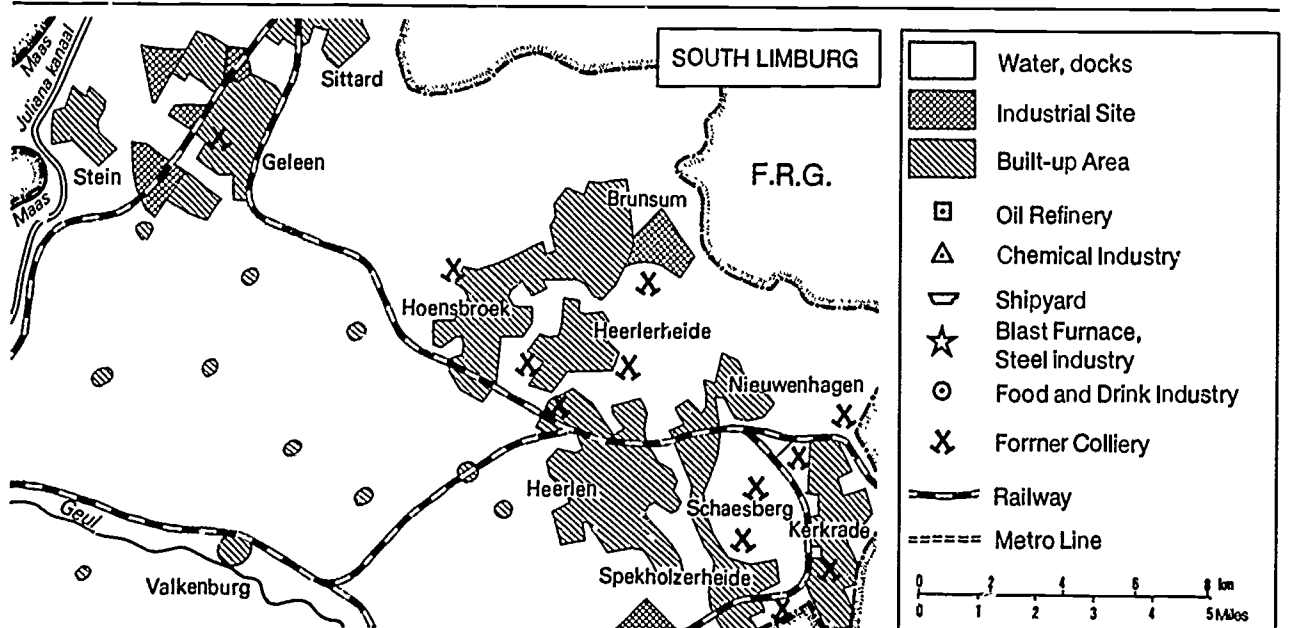 SOUTH LIMBURG
Maas
Juliana kanaal
Sittard
Stein
Geleen
Maas
F.R.G.
Brunsum
Hoensbroek
Heerlerheide
Nieuwenhagen
Heerlen
Schaesberg
Kerkrade
Geul
Valkenburg
Spekholzerheide
Water, docks
Industrial Site
Built-up Area
Oil Refinery
Chemical Industry
Shipyard
Blast Furnace,
Steel industry
Food and Drink Industry
Former Colliery
Railway
Metro Line
0 2 4 6 8 km
0 1 2 3 4 5 Miles